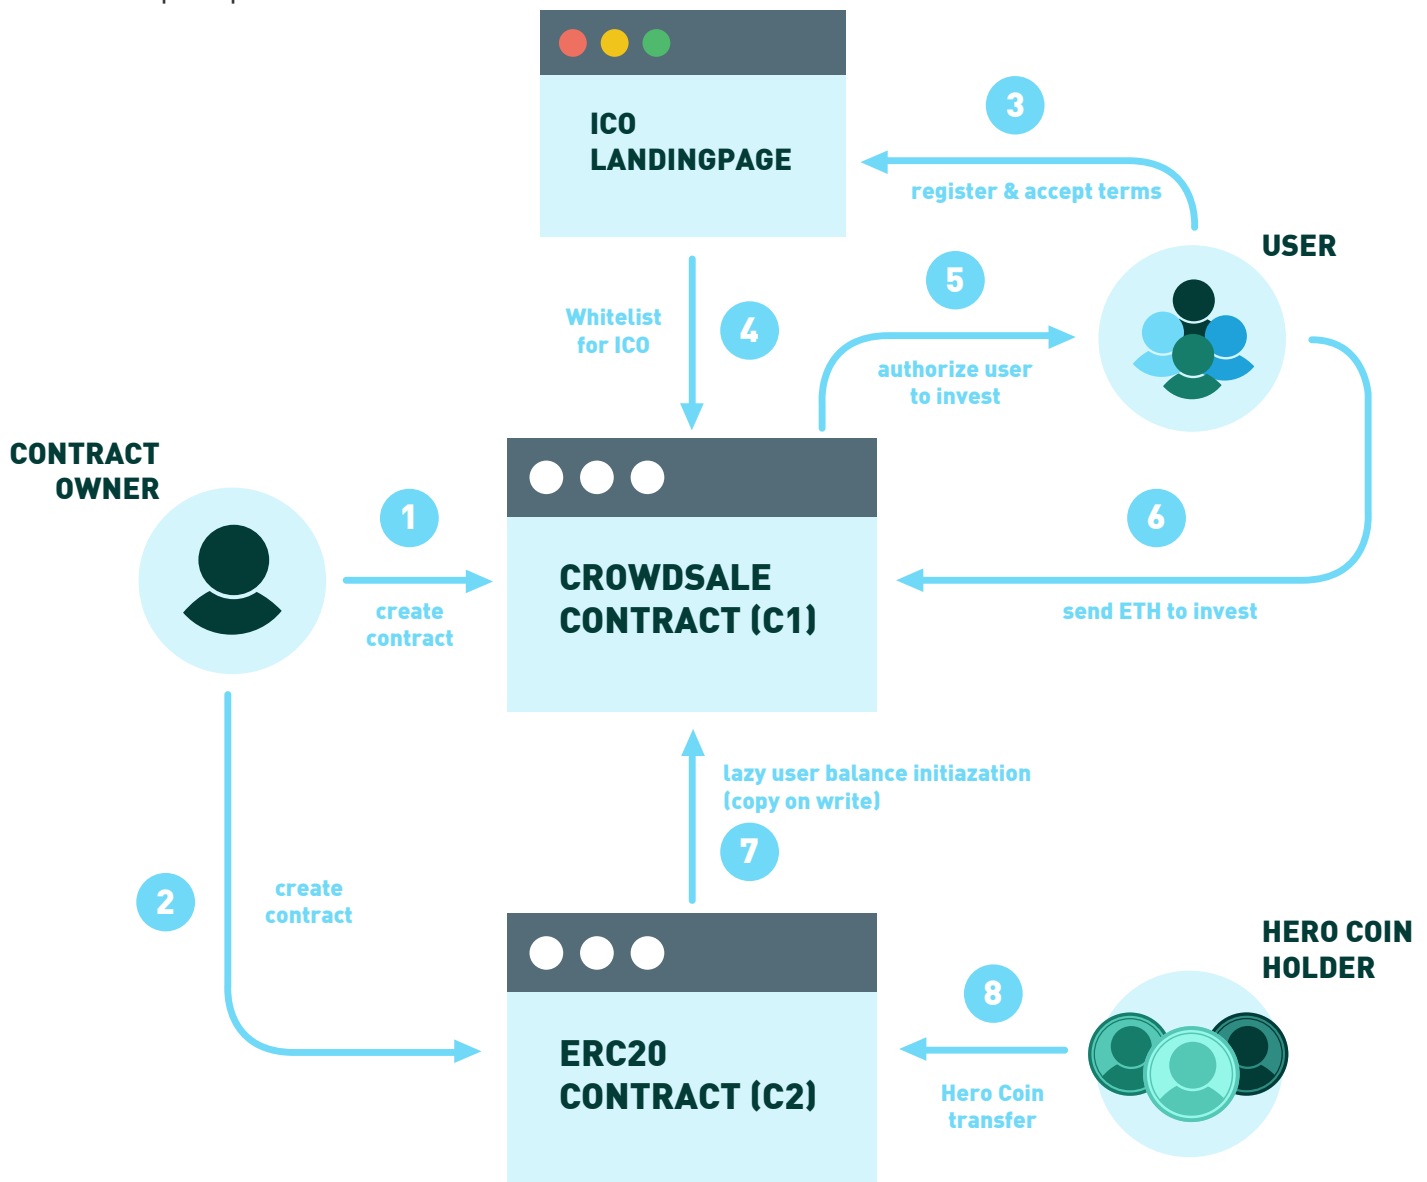 ICO
LANDINGPAGE
3
register & accept terms
USER
5
authorize user
to invest
Whitelist
for ICO
4
CONTRACT
OWNER
1
create
contract
CROWDSALE
CONTRACT (C1)
6
send ETH to invest
lazy user balance initiazation
(copy on write)
7
2
create
contract
ERC20
CONTRACT (C2)
8
Hero Coin
transfer
HERO COIN
HOLDER